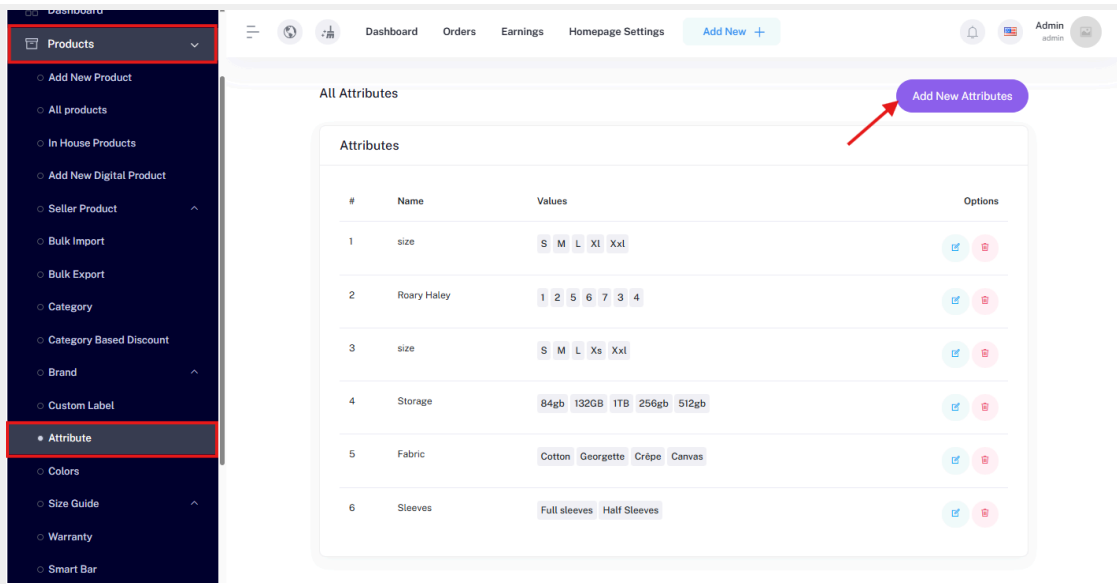 Dashboard
Products
Add New Product
All products
In House Products
Add New Digital Product
Seller Product
Bulk Import
Bulk Export
Category
Category Based Discount
Brand
Custom Label
Attribute
Colors
Size Guide
Warranty
Smart Bar
Dashboard Orders Earnings Homepage Settings Add New +
Admin
admin
All Attributes
Add New Attributes
Attributes
# Name Values Options
1 size S M L Xl Xxl
2 Roary Haley 1 2 5 6 7 3 4
3 size S M L Xs Xxl
4 Storage 84gb 132GB 1TB 256gb 512gb
5 Fabric Cotton Georgette Crêpe Canvas
6 Sleeves Full sleeves Half Sleeves